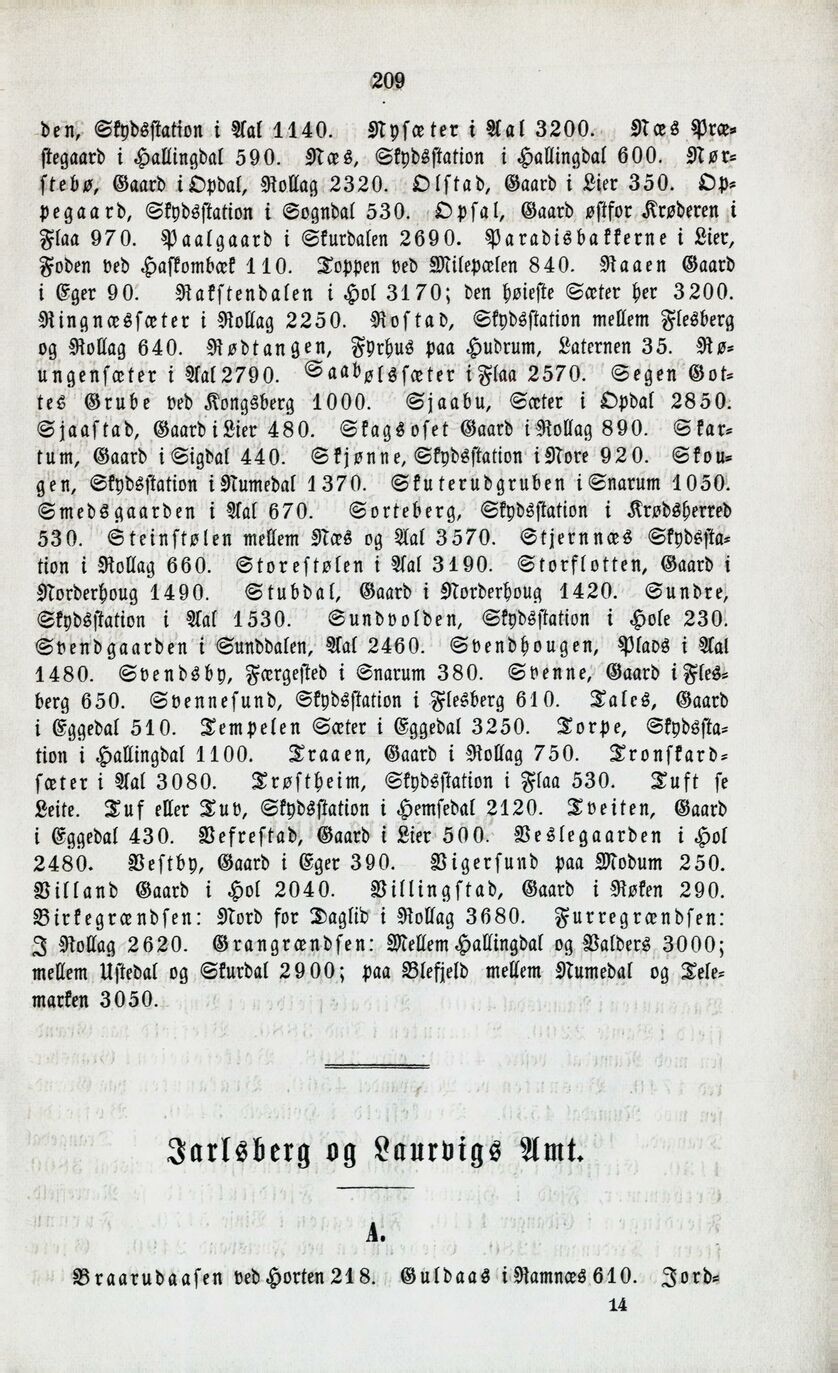 209
den, Skydsstation i Aal 1140. Nysæter i Aal 3200. Næs Præ-
stegaard i Hallingdal 590. Næs, Skydsstation i Hallingdal 600. Nør-
stebø, Gaard i Opdal, Rollag 2320. Olstad, Gaard i Lier 350. Op-
pegaard, Skydsstation i Sogndal 530. Opsal, Gaard østfor Krøderen i
Flaa 970. Paalgaard i Skurdalen 2690. Paradisbakkerne i Lier,
Foden ved Haskombæk 110. Toppen ved Milepælen 840. Raaen Gaard
i Eger 90. Rakstendalen i Hol 3170; den høieste Sæter her 3200.
Ringnæssæter i Rollag 2250. Rostad, Skydsstation mellem Flesberg
og Rollag 640. Rødtangen, Fyrhus paa Hudrum, Laternen 35. Rø-
ungensæter i Aal 2790. Saabølssæter i Flaa 2570. Segen Got-
tes Grube ved Kongsberg 1000. Sjaabu, Sæter i Opdal 2850.
Sjaastad, Gaard i Lier 480. Skagsoset Gaard i Rollag 890. Skar-
tum, Gaard i Sigdal 440. Skjønne, Skydsstation i Nore 920. Skou-
gen, Skydsstation i Numedal 1370. Skuterudgruben i Snarum 1050.
Smedsgaarden i Aal 670. Sorteberg, Skydsstation i Krødsherred
530. Steinstølen mellem Næs og Aal 3570. Stjernnæs Skydssta-
tion i Rollag 660. Storestølen i Aal 3190. Storflotten, Gaard i
Norderhoug 1490. Stubdal, Gaard i Norderhoug 1420. Sundre,
Skydsstation i Aal 1530. Sundvolden, Skydsstation i Hole 230.
Svendgaarden i Sunddalen, Aal 2460. Svendhougen, Plads i Aal
1480. Svendsby, Færgested i Snarum 380. Svenne, Gaard i Fles-
berg 650. Svennesund, Skydsstation i Flesberg 610. Tales, Gaard
i Eggedal 510. Tempelen Sæter i Eggedal 3250. Torpe, Skydssta-
tion i Hallingdal 1100. Traaen, Gaard i Rollag 750. Tronskard-
sæter i Aal 3080. Trøstheim, Skydsstation i Flaa 530. Tuft se
Leite. Tuf eller Tuv, Skydsstation i Hemsedal 2120. Tveiten, Gaard
i Eggedal 430. Vefrestad, Gaard i Lier 500. Veslegaarden i Hol
2480. Vestby, Gaard i Eger 390. Vigersund paa Modum 250.
Villand Gaard i Hol 2040. Villingstad, Gaard i Røken 290.
Birkegrændsen: Nord for Daglid i Rollag 3680. Furregrændsen:
I Rollag 2620. Grangrændsen: Mellem Hallingdal og Valders 3000;
mellem Ustedal og Skurdal 2900; paa Blefjeld mellem Numedal og Tele-
marken 3050.
Jarlsberg og Laurvigs Amt.
A.
Braarudaasen ved Horten 218. Guldaas i Ramnæs 610. Jord-
14